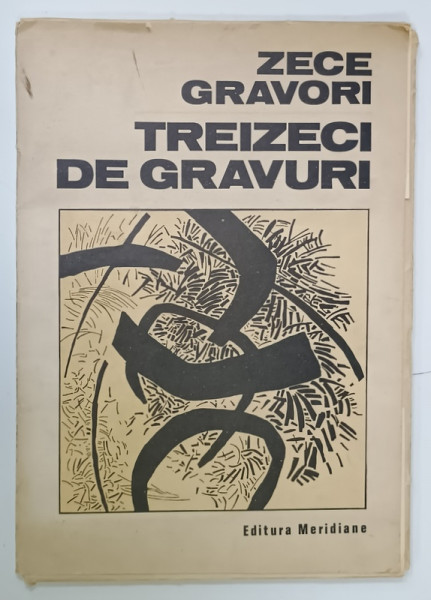 ZECE
GRAVORI
TREIZECI
DE GRAVURI
Editura Meridiane